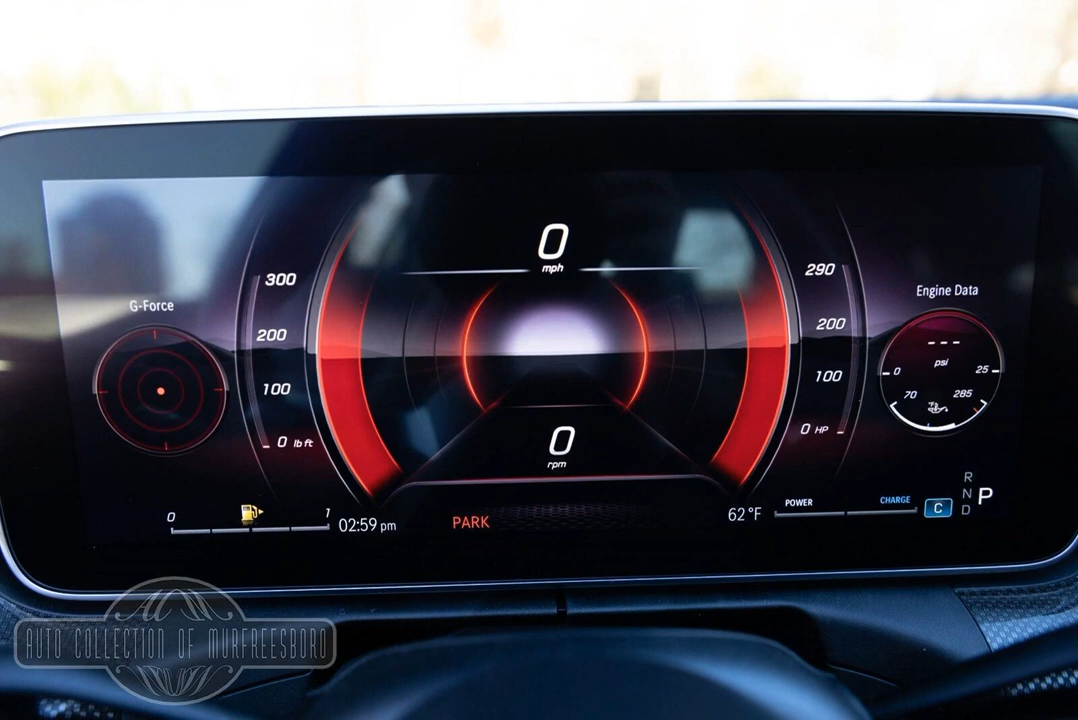 0
mph
300
200
100
0 lb ft
G-Force
290
200
100
0 HP
Engine Data
---
psi
0
25
70
285
0
rpm
0
1
02:59 pm
PARK
62°F
POWER
CHARGE
C
R
N
D
P
AUTO COLLECTION OF MURFREESBORO